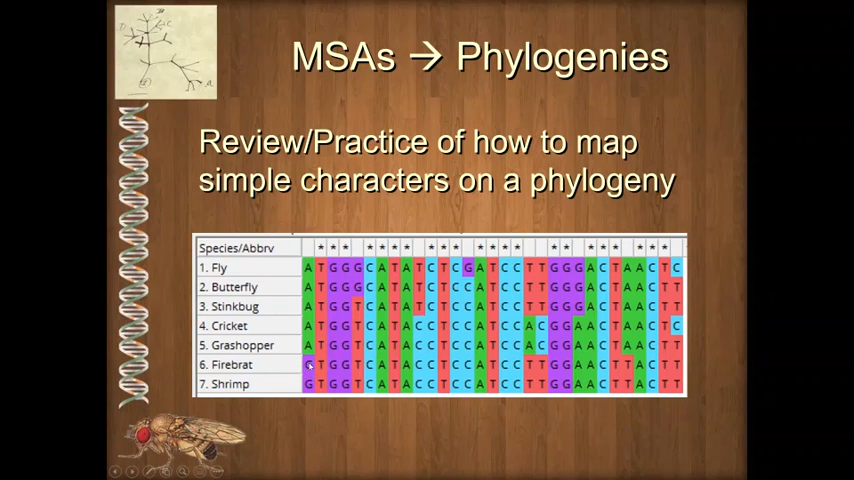 MSAs → Phylogenies
Review/Practice of how to map
simple characters on a phylogeny
Species/Abbrv * * * * * * * * * * * * * * * * * * * * * * *
1. Fly A T G G G C A T A T C T C G A T C C T T G G G A C T A A C T C
2. Butterfly A T G G G C A T A T C T C C A T C C T T G G G A C T A A C T T
3. Stinkbug A T G G T C A T A T C T C C A T C C T T G G G A C T A A C T T
4. Cricket A T G G T C A T A C C T C C A T C C A C G G A A C T A A C T C
5. Grashopper A T G G T C A T A C C T C C A T C C A C G G A A C T A A C T T
6. Firebrat G T G G T C A T A C C T C C A T C C T T G G A A C T T A C T T
7. Shrimp G T G G T C A T A C C T C C A T C C T T G G A A C T T A C T T